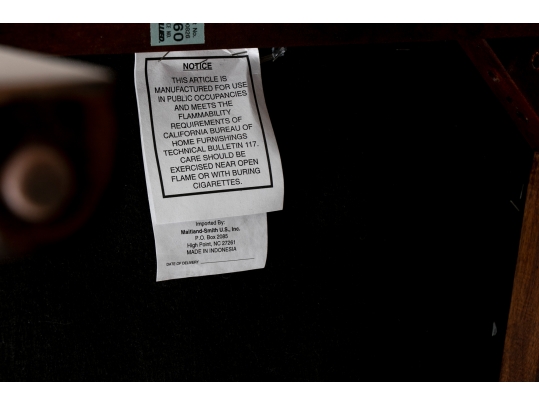 60
NOTICE
THIS ARTICLE IS
MANUFACTURED FOR USE
IN PUBLIC OCCUPANCIES
AND MEETS THE
FLAMMABILITY
REQUIREMENTS OF
CALIFORNIA BUREAU OF
HOME FURNISHINGS
TECHNICAL BULLETIN 117.
CARE SHOULD BE
EXERCISED NEAR OPEN
FLAME OR WITH BURING
CIGARETTES.
Imported By:
Maitland-Smith U.S., Inc.
P.O. Box 2085
High Point, NC 27261
MADE IN INDONESIA
DATE OF DELIVERY